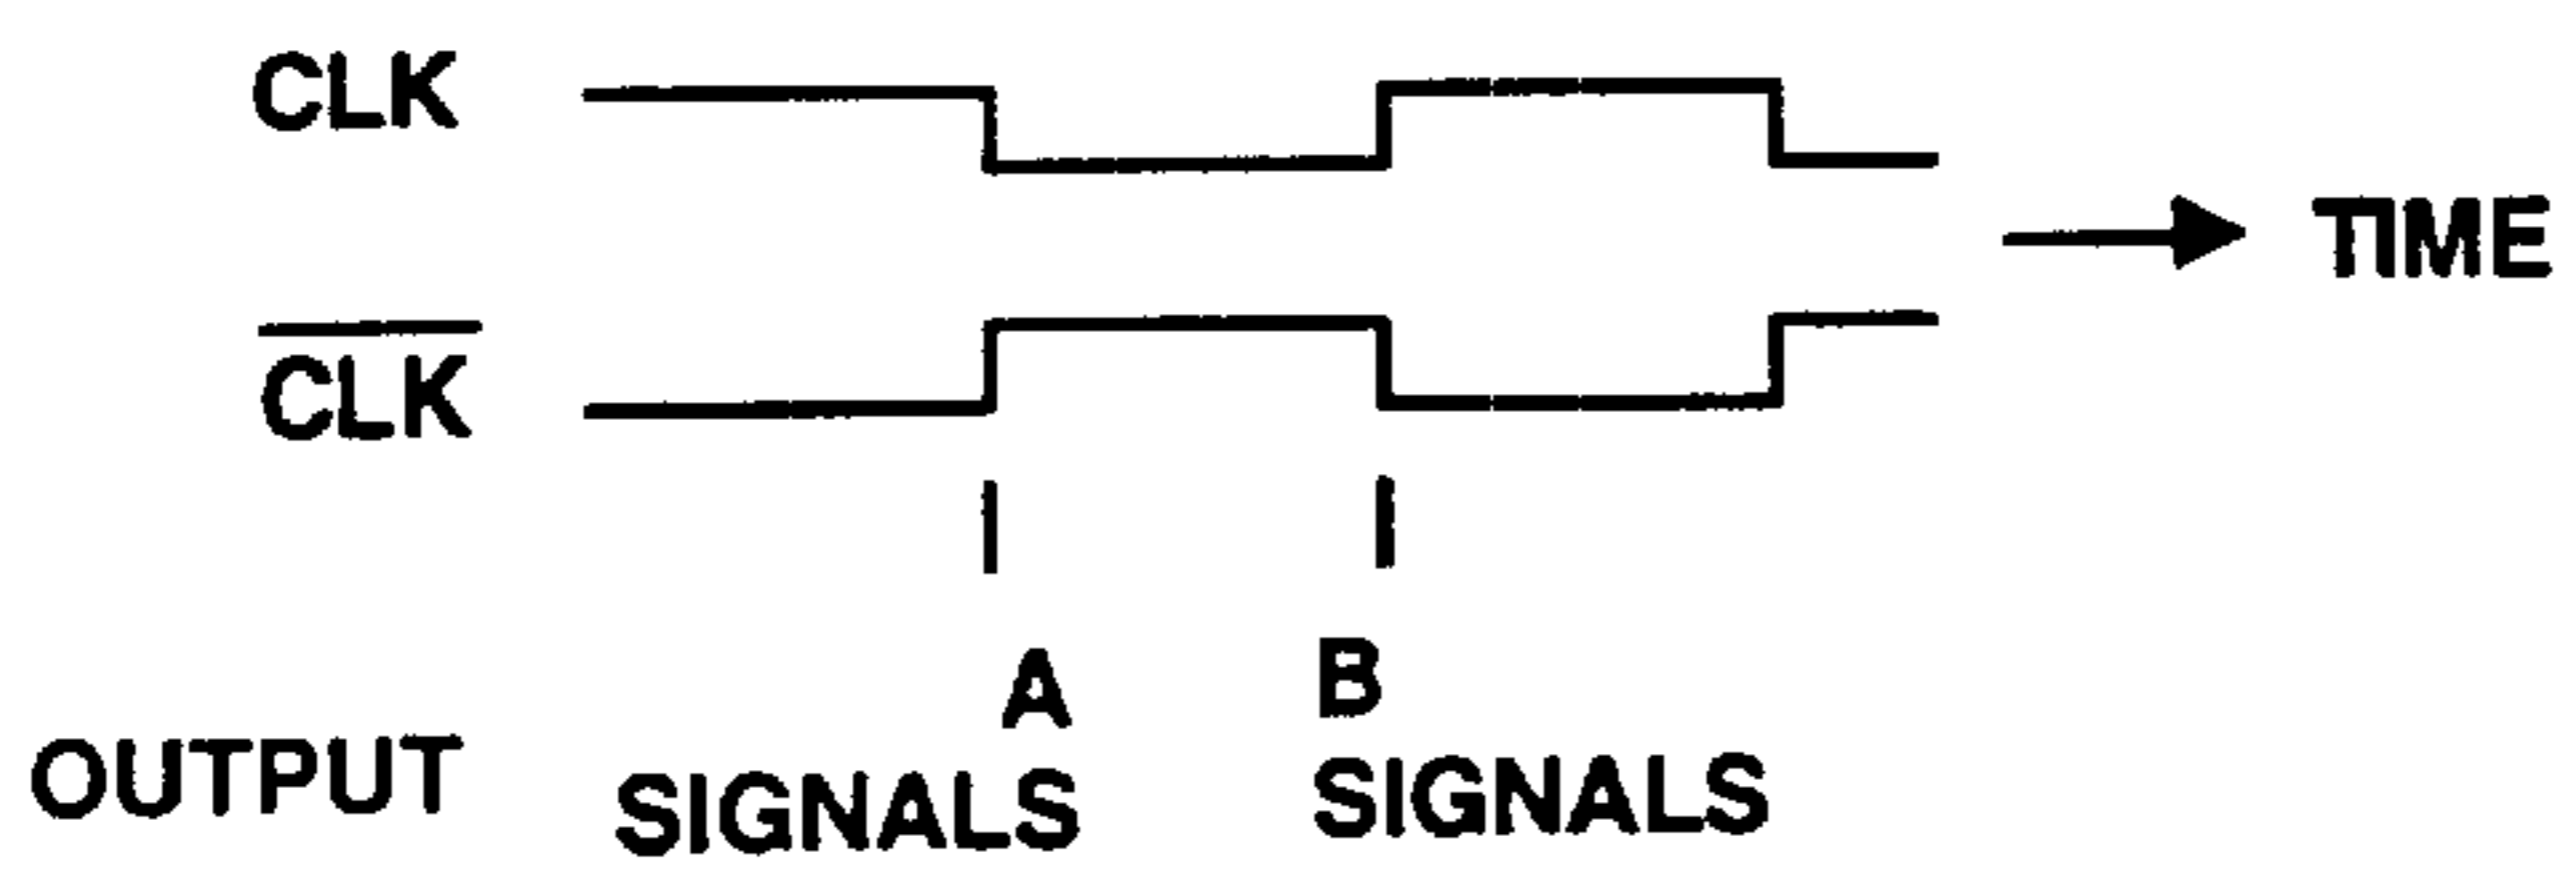 CLK
TIME
CLK
A
B
OUTPUT
SIGNALS
SIGNALS